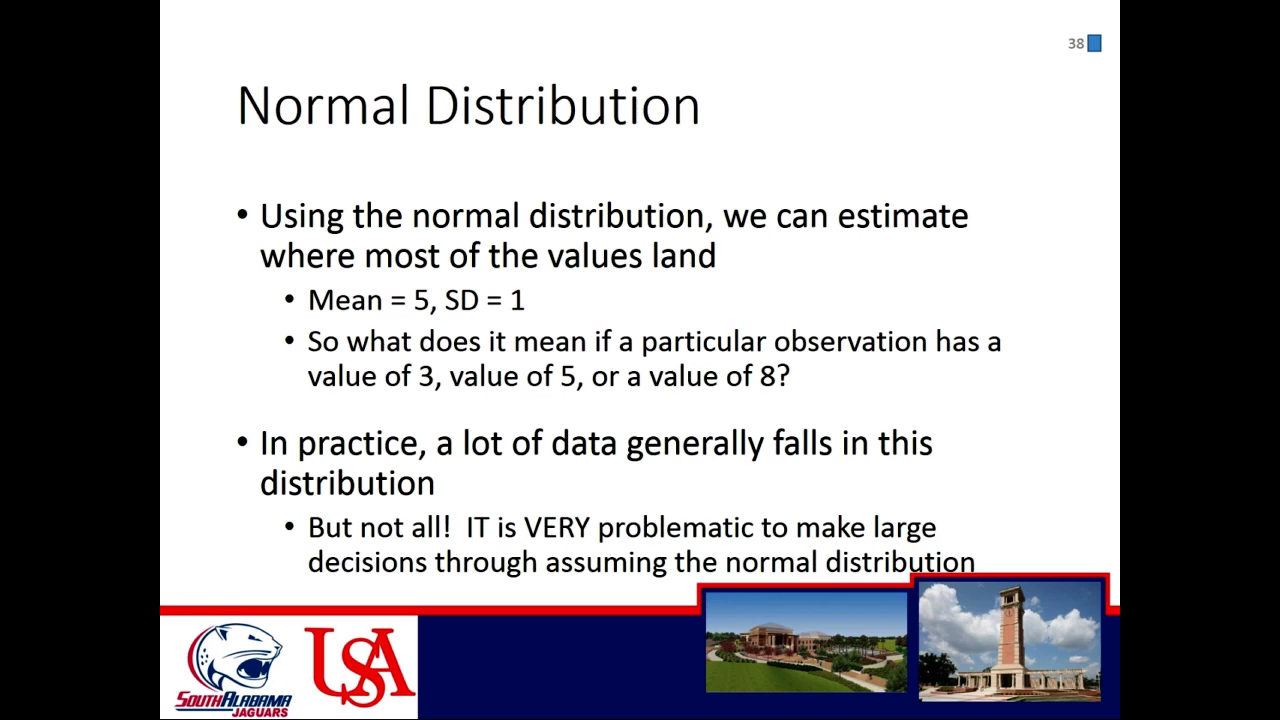 38
Normal Distribution
• Using the normal distribution, we can estimate
where most of the values land
• Mean = 5, SD = 1
• So what does it mean if a particular observation has a
value of 3, value of 5, or a value of 8?
• In practice, a lot of data generally falls in this
distribution
• But not all!  IT is VERY problematic to make large
decisions through assuming the normal distribution
SOUTH ALABAMA
JAGUARS
USA